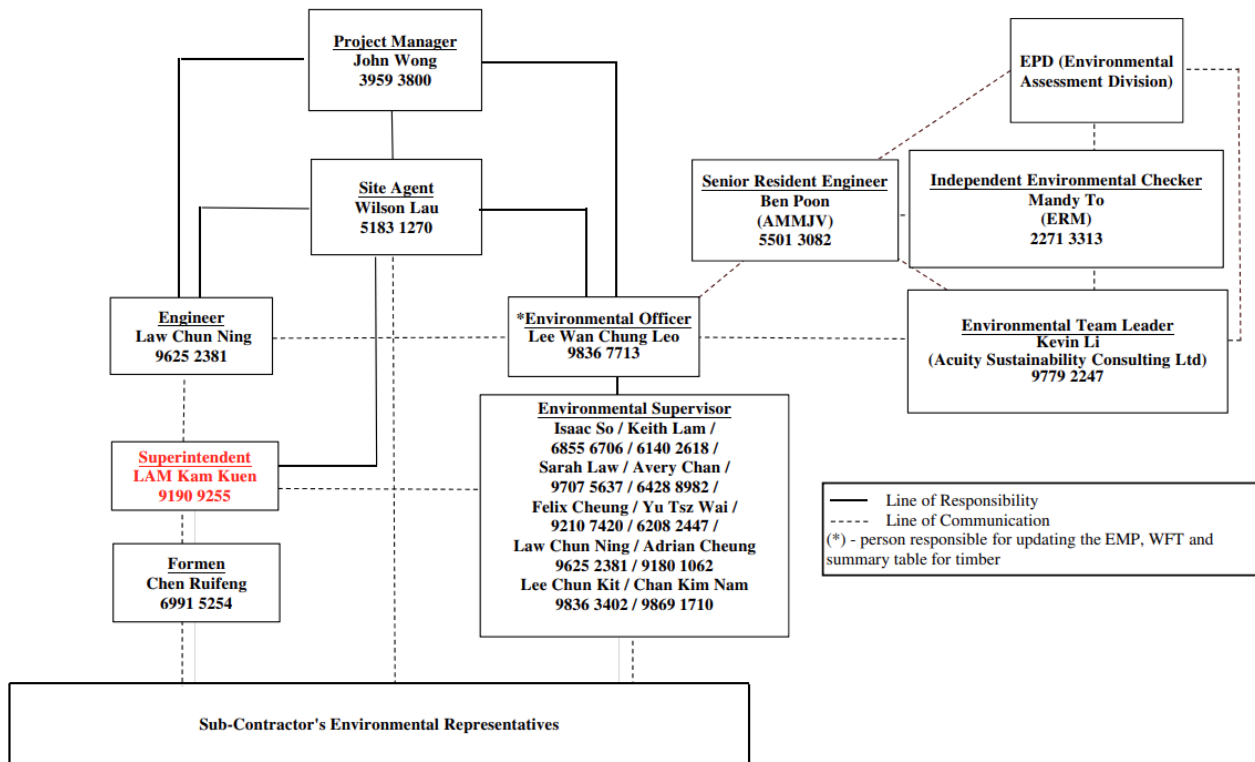 Project Manager
John Wong
3959 3800
EPD (Environmental
Assessment Division)
Site Agent
Wilson Lau
5183 1270
Senior Resident Engineer
Ben Poon
(AMMJV)
5501 3082
Independent Environmental Checker
Mandy To
(ERM)
2271 3313
Engineer
Law Chun Ning
9625 2381
*Environmental Officer
Lee Wan Chung Leo
9836 7713
Environmental Team Leader
Kevin Li
(Acuity Sustainability Consulting Ltd)
9779 2247
Superintendent
LAM Kam Kuen
9190 9255
Environmental Supervisor
Isaac So / Keith Lam /
6855 6706 / 6140 2618 /
Sarah Law / Avery Chan /
9707 5637 / 6428 8982 /
Felix Cheung / Yu Tsz Wai /
9210 7420 / 6208 2447 /
Law Chun Ning / Adrian Cheung
9625 2381 / 9180 1062
Lee Chun Kit / Chan Kim Nam
9836 3402 / 9869 1710
Line of Responsibility
Line of Communication
(*) - person responsible for updating the EMP, WFT and
summary table for timber
Formen
Chen Ruifeng
6991 5254
Sub-Contractor's Environmental Representatives